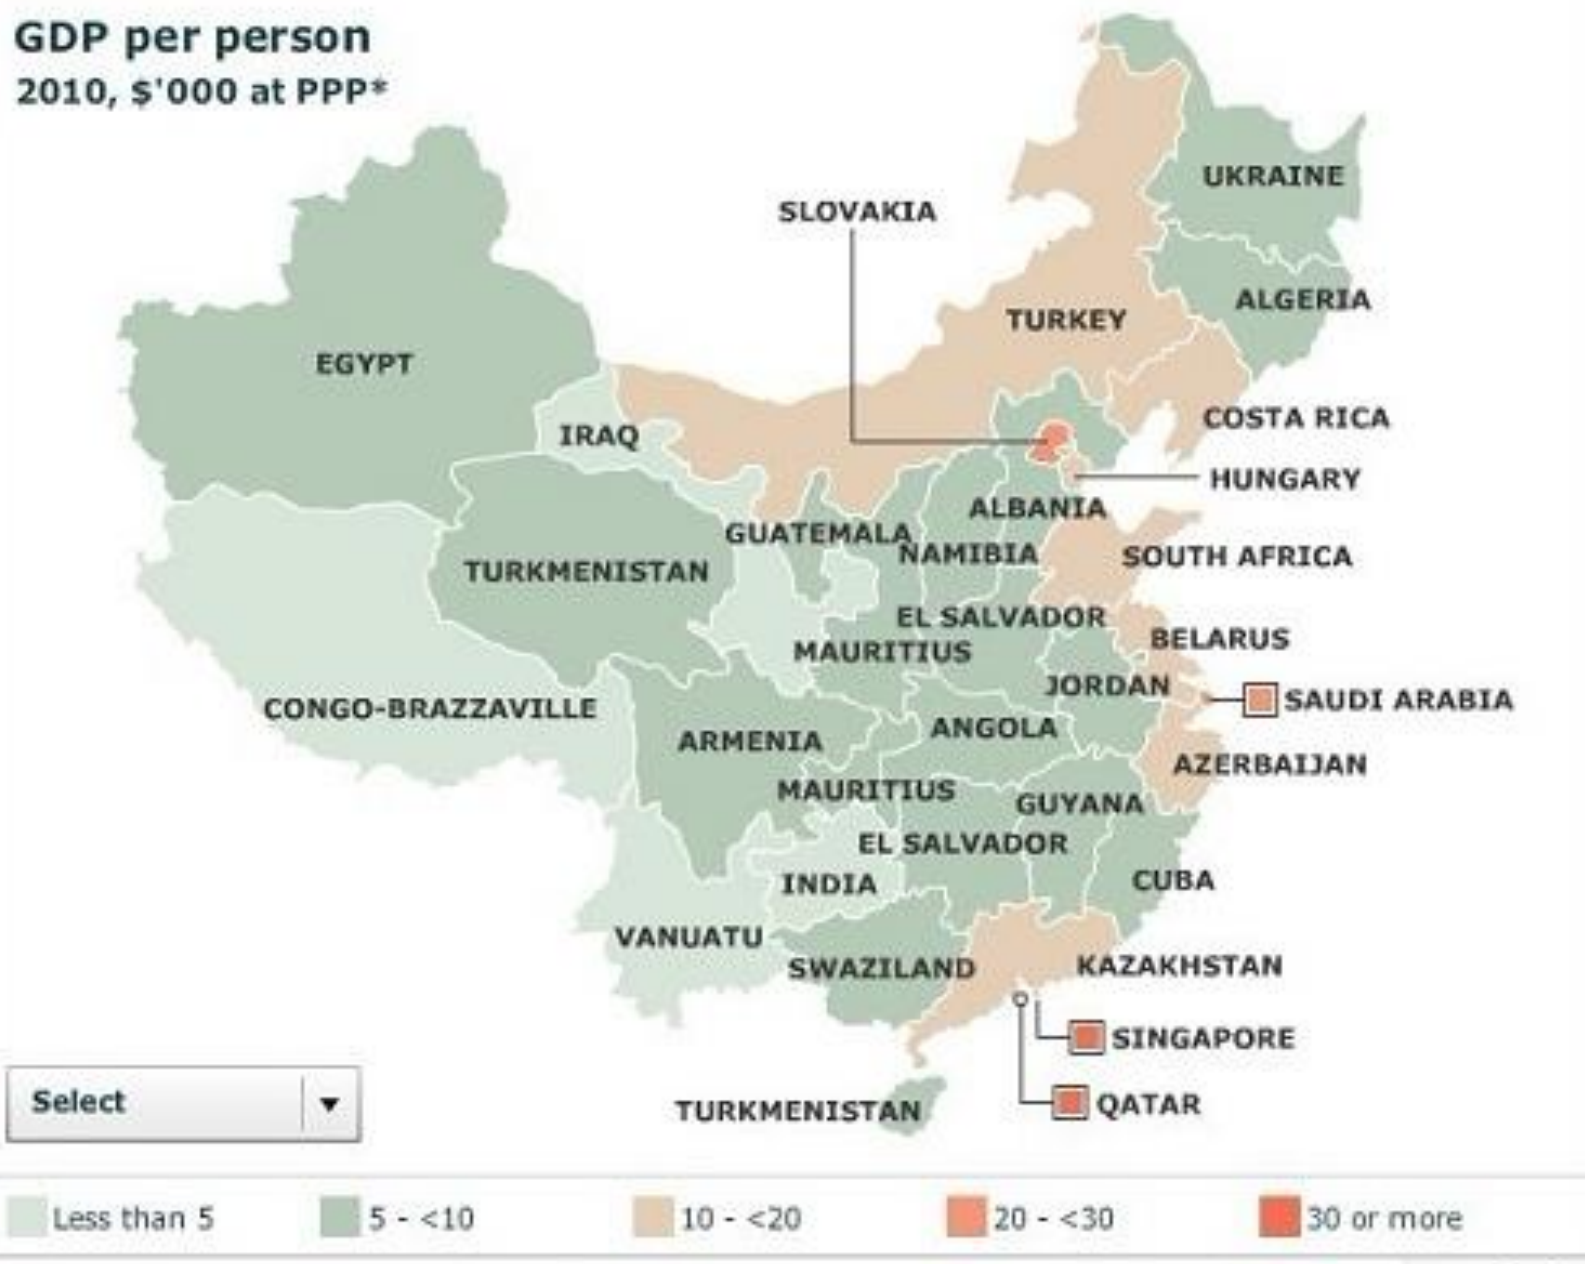 GDP per person
2010, $'000 at PPP*
UKRAINE
SLOVAKIA
ALGERIA
TURKEY
EGYPT
COSTA RICA
IRAQ
HUNGARY
ALBANIA
GUATEMALA
NAMIBIA
SOUTH AFRICA
TURKMENISTAN
EL SALVADOR
BELARUS
MAURITIUS
JORDAN
SAUDI ARABIA
CONGO-BRAZZAVILLE
ANGOLA
ARMENIA
AZERBAIJAN
MAURITIUS
GUYANA
EL SALVADOR
INDIA
CUBA
VANUATU
SWAZILAND
KAZAKHSTAN
SINGAPORE
QATAR
TURKMENISTAN
Select
Less than 5
5 - <10
10 - <20
20 - <30
30 or more